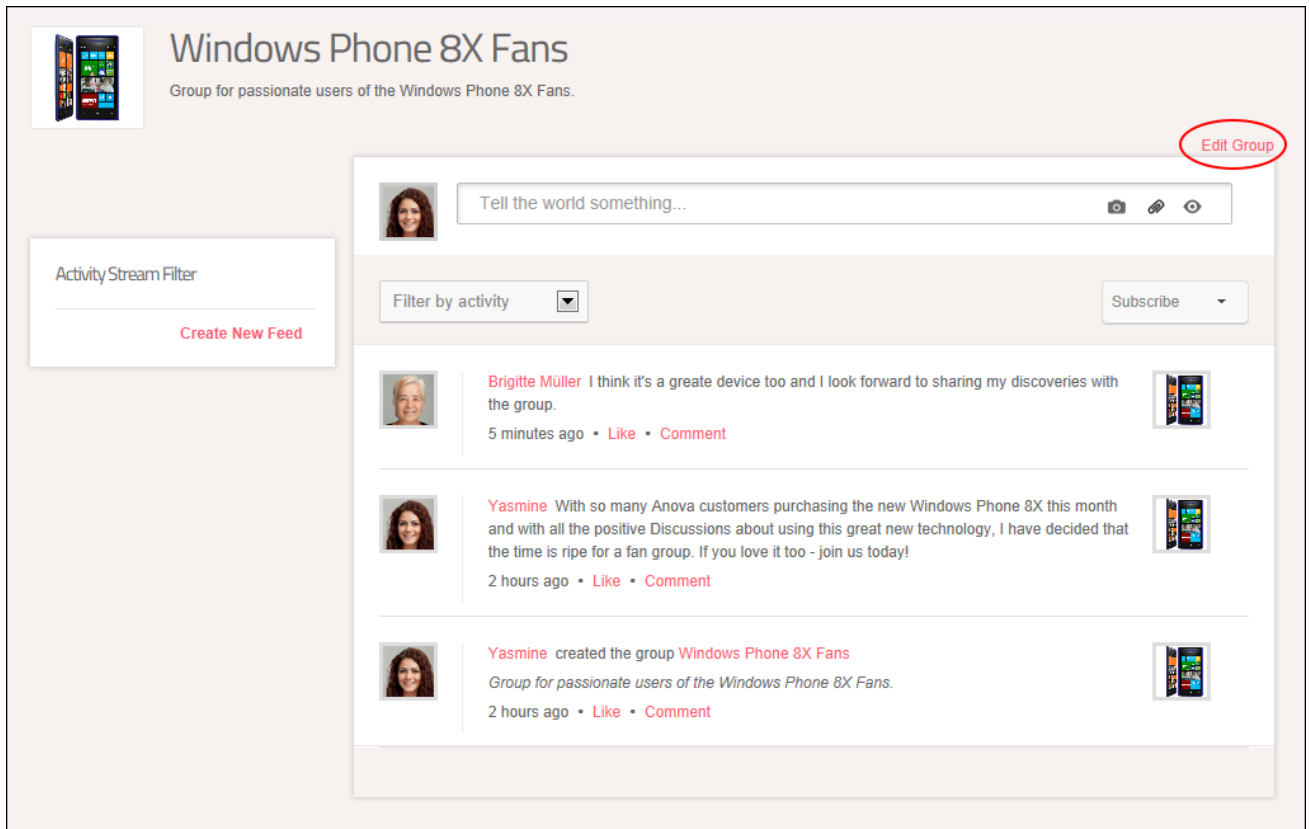 Windows Phone 8X Fans
Group for passionate users of the Windows Phone 8X Fans.
Edit Group
Tell the world something...
Activity Stream Filter
Create New Feed
Filter by activity
Subscribe
Brigitte Müller I think it's a greate device too and I look forward to sharing my discoveries with
the group.
5 minutes ago • Like • Comment
Yasmine With so many Anova customers purchasing the new Windows Phone 8X this month
and with all the positive Discussions about using this great new technology, I have decided that
the time is ripe for a fan group. If you love it too - join us today!
2 hours ago • Like • Comment
Yasmine created the group Windows Phone 8X Fans
Group for passionate users of the Windows Phone 8X Fans.
2 hours ago • Like • Comment